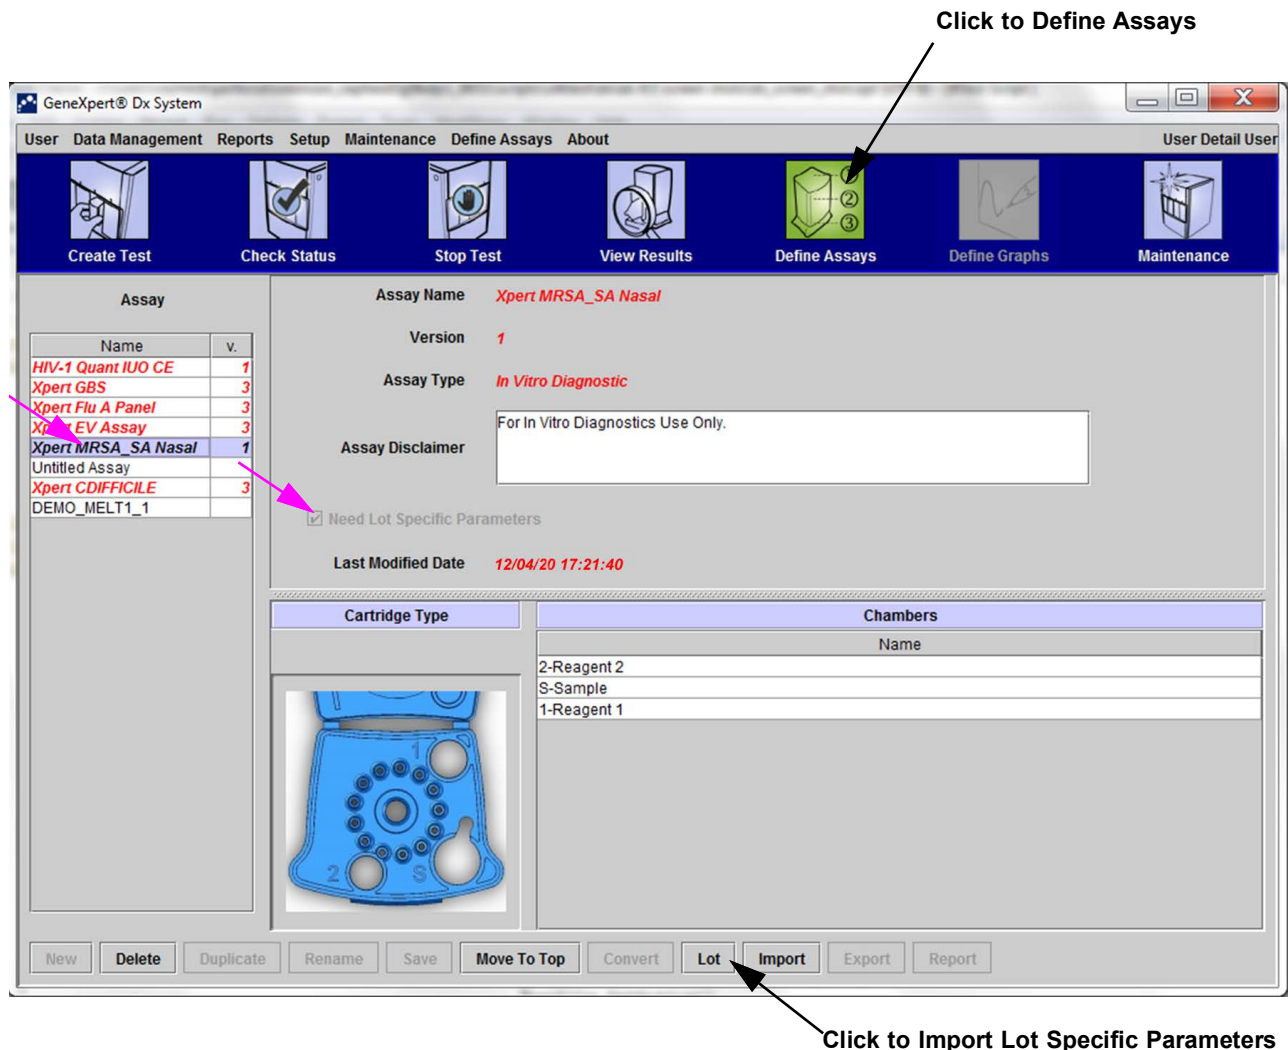 Click to Define Assays
GeneXpert® Dx System
User Data Management Reports Setup Maintenance Define Assays About User Detail User
Create Test Check Status Stop Test View Results Define Assays Define Graphs Maintenance
1
2
3
Assay
Name v.
HIV-1 Quant IUO CE 1
Xpert GBS 3
Xpert Flu A Panel 3
Xpert EV Assay 3
Xpert MRSA_SA Nasal 1
Untitled Assay
Xpert CDIFFICILE 3
DEMO_MELT1_1
Assay Name Xpert MRSA_SA Nasal
Version 1
Assay Type In Vitro Diagnostic
Assay Disclaimer For In Vitro Diagnostics Use Only.
Need Lot Specific Parameters
Last Modified Date 12/04/20 17:21:40
Cartridge Type
1
2
S
Chambers
Name
2-Reagent 2
S-Sample
1-Reagent 1
New Delete Duplicate Rename Save Move To Top Convert Lot Import Export Report
Click to Import Lot Specific Parameters